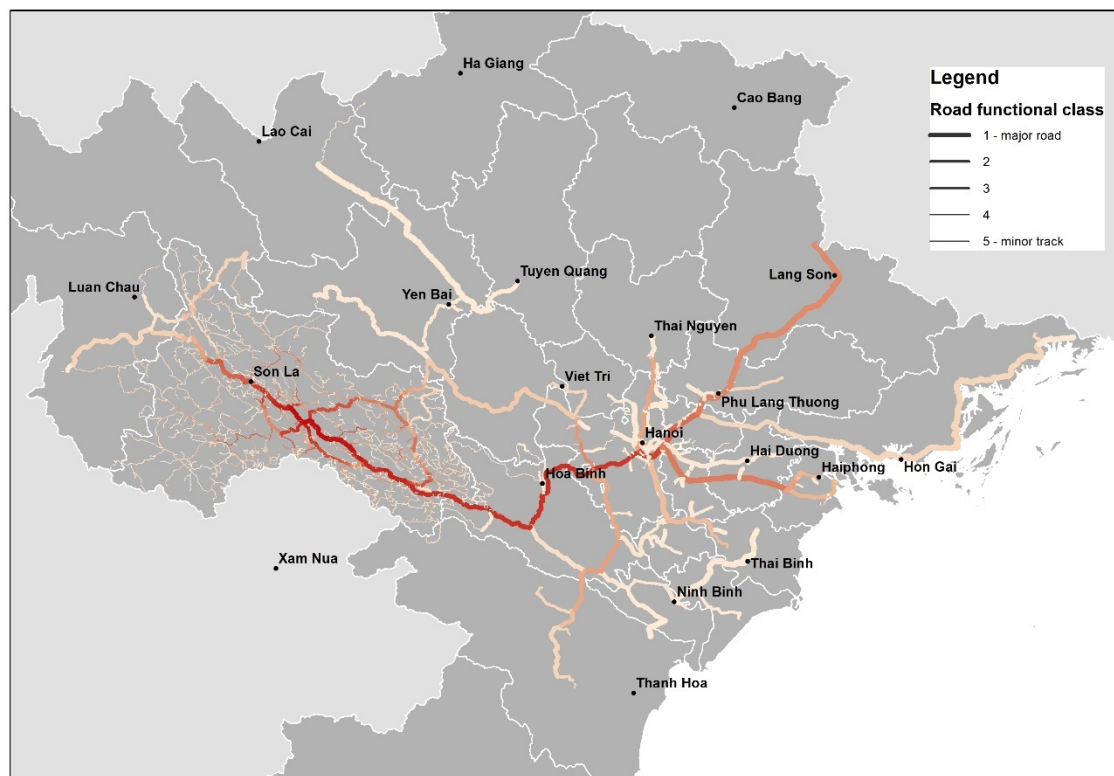 Ha Giang
Cao Bang
Lao Cai
Legend
Road functional class
1 - major road
2
3
4
5 - minor track
Luan Chau
Tuyen Quang
Yen Bai
Lang Son
Thai Nguyen
Son La
Viet Tri
Phu Lang Thuong
Hanoi
Hai Duong
Hoa Binh
Haiphong
Hon Gai
Xam Nua
Thai Binh
Ninh Binh
Thanh Hoa